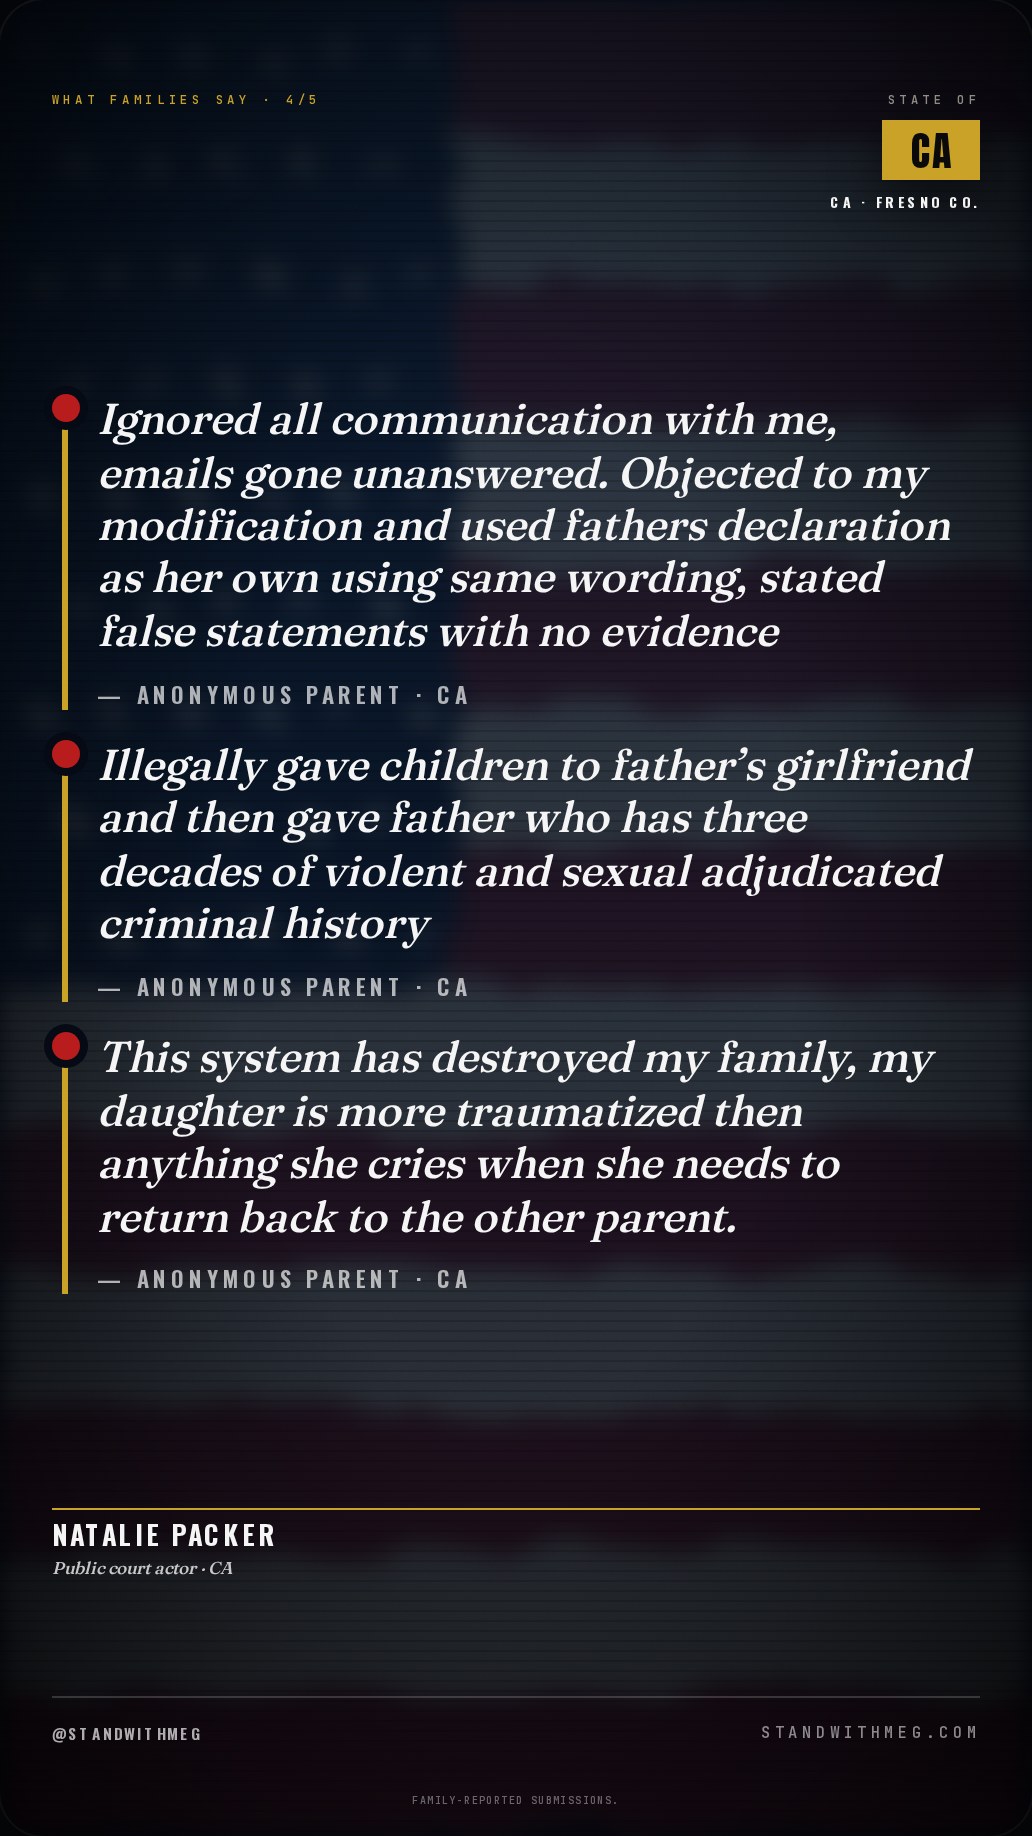 WHAT FAMILIES SAY · 4/5
STATE OF
CA
CA · FRESNO CO.
Ignored all communication with me,
emails gone unanswered. Objected to my
modification and used fathers declaration
as her own using same wording, stated
false statements with no evidence
— ANONYMOUS PARENT · CA
Illegally gave children to father’s girlfriend
and then gave father who has three
decades of violent and sexual adjudicated
criminal history
— ANONYMOUS PARENT · CA
This system has destroyed my family, my
daughter is more traumatized then
anything she cries when she needs to
return back to the other parent.
— ANONYMOUS PARENT · CA
NATALIE PACKER
Public court actor · CA
@STANDWITHMEG
STANDWITHMEG.COM
FAMILY-REPORTED SUBMISSIONS.